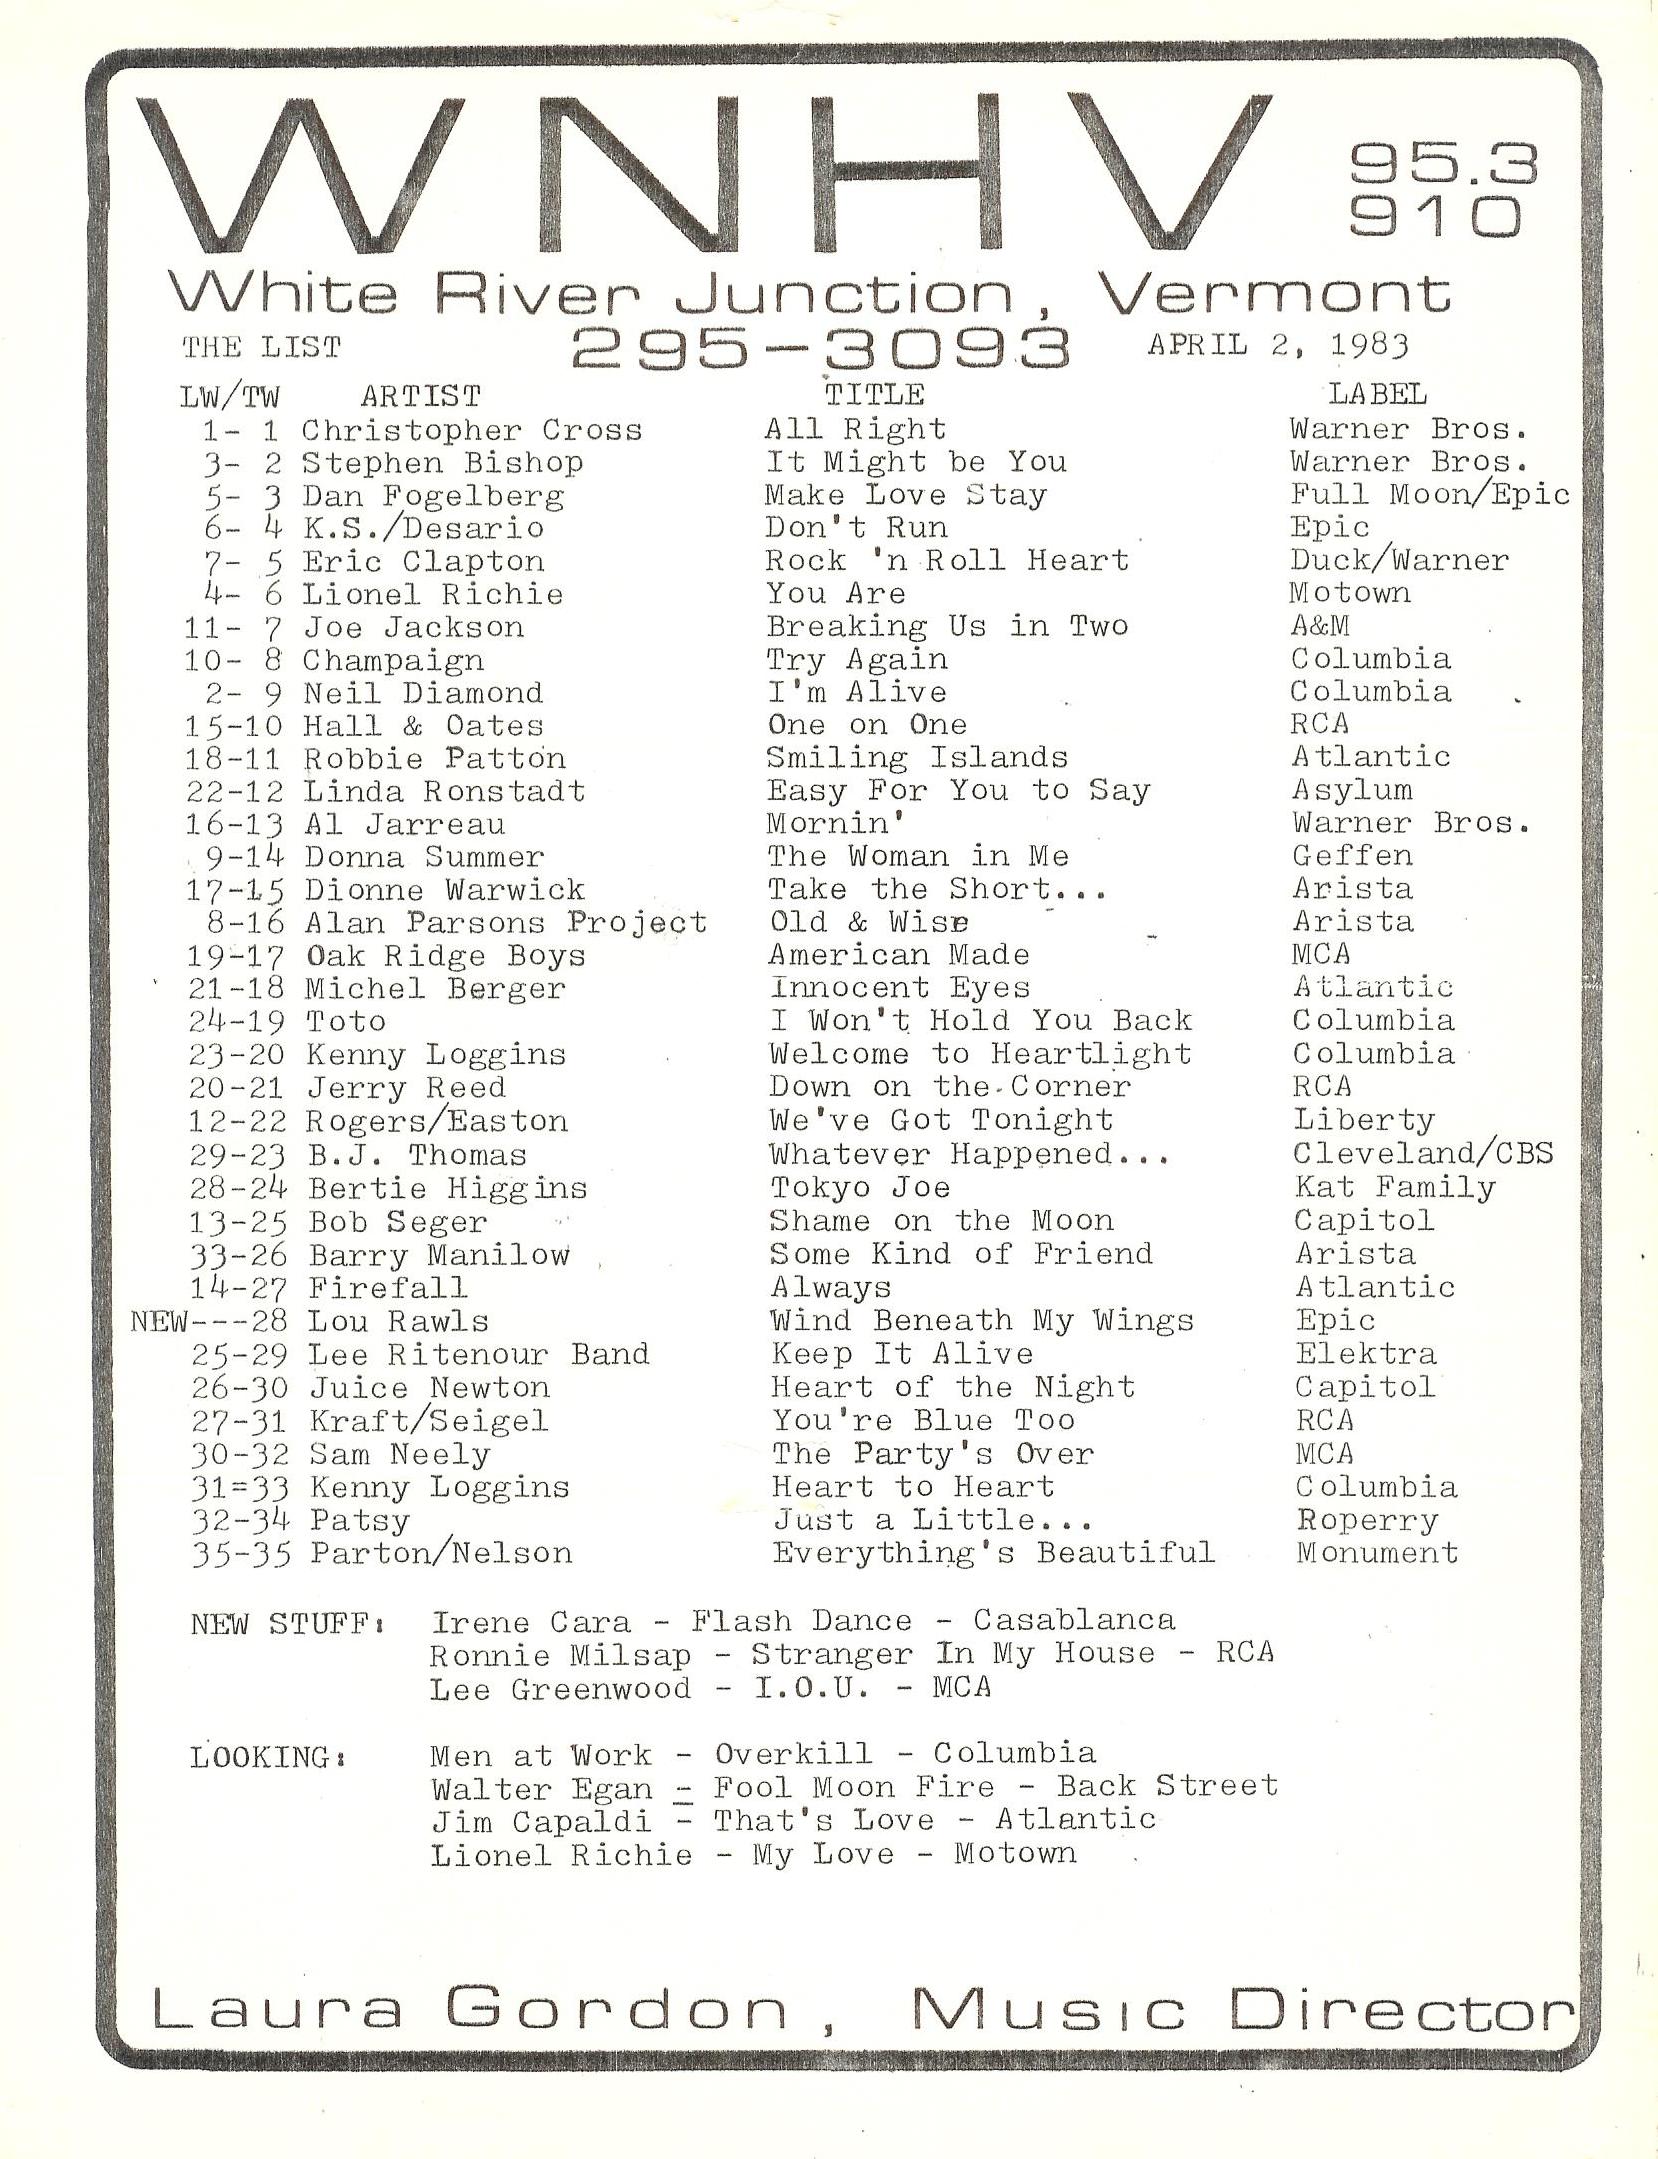 WNHV 95.3
910
White River Junction, Vermont
THE LIST 295-3093 APRIL 2, 1983
LW/TW ARTIST TITLE LABEL
1- 1 Christopher Cross All Right Warner Bros.
3- 2 Stephen Bishop It Might be You Warner Bros.
5- 3 Dan Fogelberg Make Love Stay Full Moon/Epic
6- 4 K.S./Desario Don't Run Epic
7- 5 Eric Clapton Rock 'n Roll Heart Duck/Warner
4- 6 Lionel Richie You Are Motown
11- 7 Joe Jackson Breaking Us in Two A&M
10- 8 Champaign Try Again Columbia
2- 9 Neil Diamond I'm Alive Columbia
15-10 Hall & Oates One on One RCA
18-11 Robbie Patton Smiling Islands Atlantic
22-12 Linda Ronstadt Easy For You to Say Asylum
16-13 Al Jarreau Mornin' Warner Bros.
9-14 Donna Summer The Woman in Me Geffen
17-15 Dionne Warwick Take the Short... Arista
8-16 Alan Parsons Project Old & Wise Arista
19-17 Oak Ridge Boys American Made MCA
21-18 Michel Berger Innocent Eyes Atlantic
24-19 Toto I Won't Hold You Back Columbia
23-20 Kenny Loggins Welcome to Heartlight Columbia
20-21 Jerry Reed Down on the Corner RCA
12-22 Rogers/Easton We've Got Tonight Liberty
29-23 B.J. Thomas Whatever Happened... Cleveland/CBS
28-24 Bertie Higgins Tokyo Joe Kat Family
13-25 Bob Seger Shame on the Moon Capitol
33-26 Barry Manilow Some Kind of Friend Arista
14-27 Firefall Always Atlantic
NEW---28 Lou Rawls Wind Beneath My Wings Epic
25-29 Lee Ritenour Band Keep It Alive Elektra
26-30 Juice Newton Heart of the Night Capitol
27-31 Kraft/Seigel You're Blue Too RCA
30-32 Sam Neely The Party's Over MCA
31=33 Kenny Loggins Heart to Heart Columbia
32-34 Patsy Just a Little... Roperry
35-35 Parton/Nelson Everything's Beautiful Monument
NEW STUFF: Irene Cara - Flash Dance - Casablanca
Ronnie Milsap - Stranger In My House - RCA
Lee Greenwood - I.O.U. - MCA
LOOKING: Men at Work - Overkill - Columbia
Walter Egan - Fool Moon Fire - Back Street
Jim Capaldi - That's Love - Atlantic
Lionel Richie - My Love - Motown
Laura Gordon, Music Director